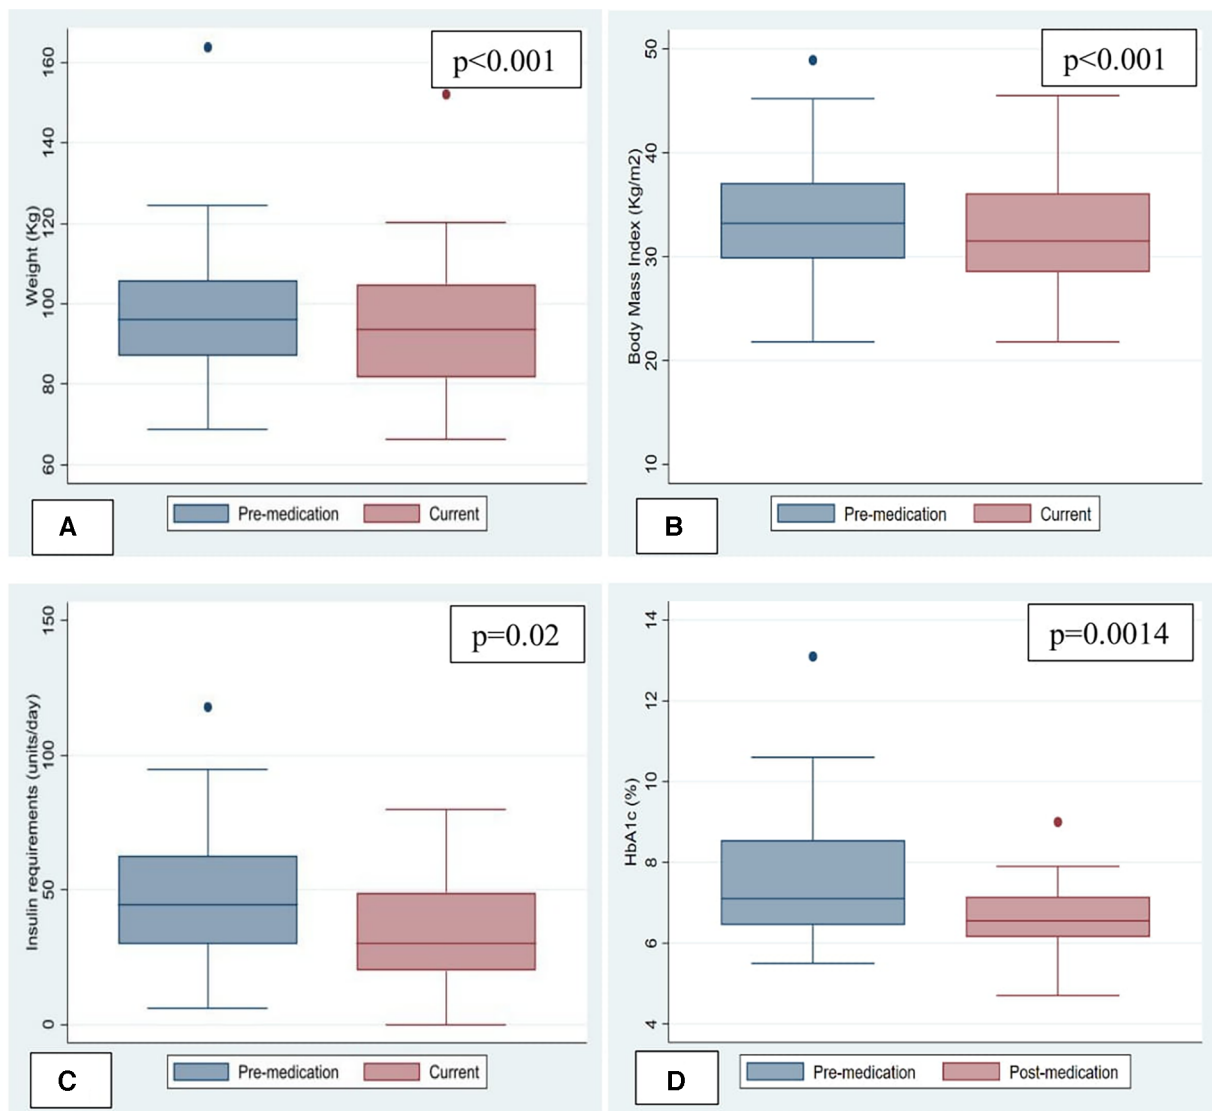 p<0.001
Weight (Kg)
160
140
120
100
80
60
A
Pre-medication
Current
p<0.001
Body Mass Index (Kg/m2)
50
40
30
20
10
B
Pre-medication
Current
p=0.02
Insulin requirements (units/day)
150
100
50
0
C
Pre-medication
Current
p=0.0014
HbA1c (%)
14
12
10
8
6
4
D
Pre-medication
Post-medication